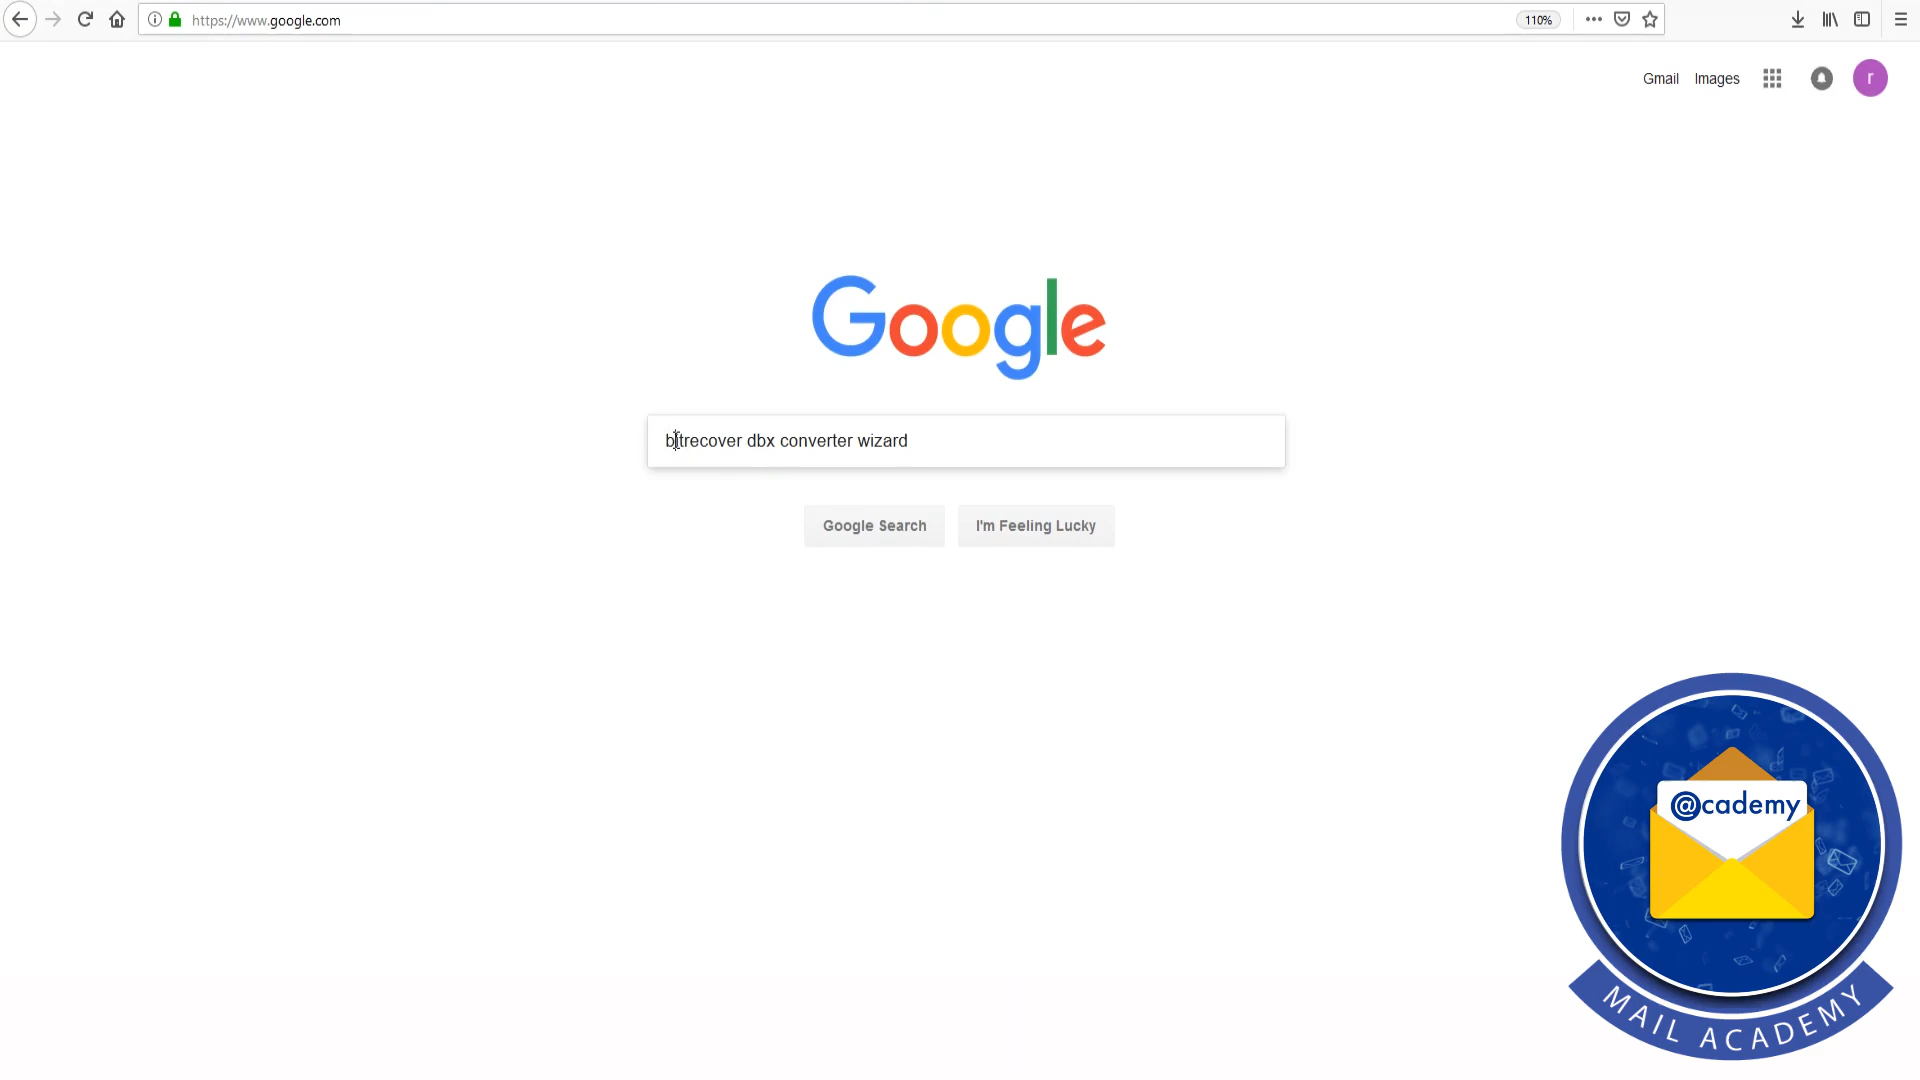 https://www.google.com
110%
Gmail Images
r
Google
bitrecover dbx converter wizard
Google Search
I'm Feeling Lucky
@cademy
MAIL ACADEMY